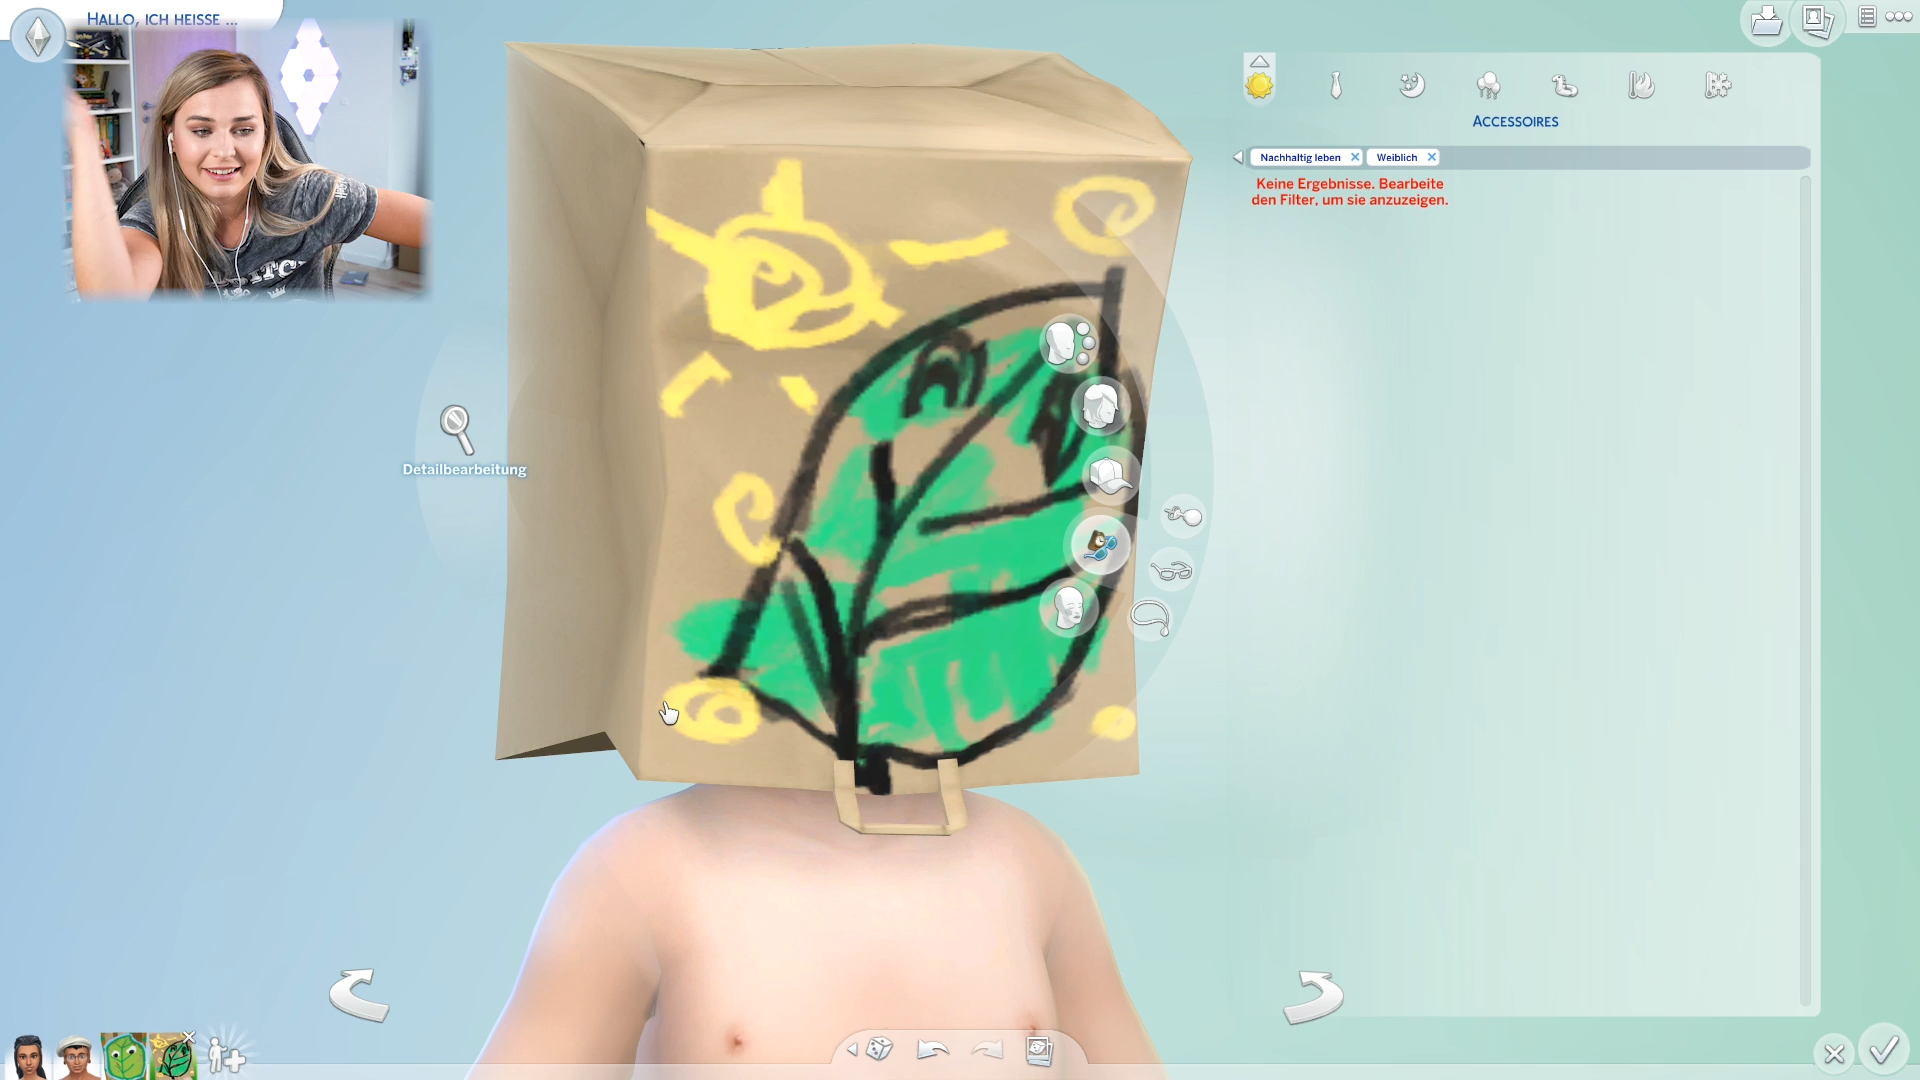 HALLO, ICH HEISSE ...
ACCESSOIRES
Nachhaltig leben
Weiblich
Keine Ergebnisse. Bearbeite
den Filter, um sie anzuzeigen.
Detailbearbeitung